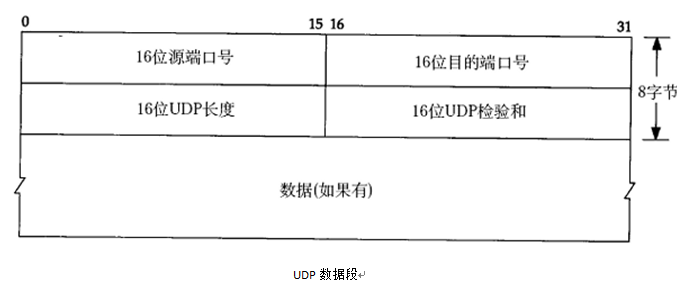 0 15 16 31
16位源端口号 16位目的端口号
8字节
16位UDP长度 16位UDP检验和
数据(如果有)
UDP 数据段↵